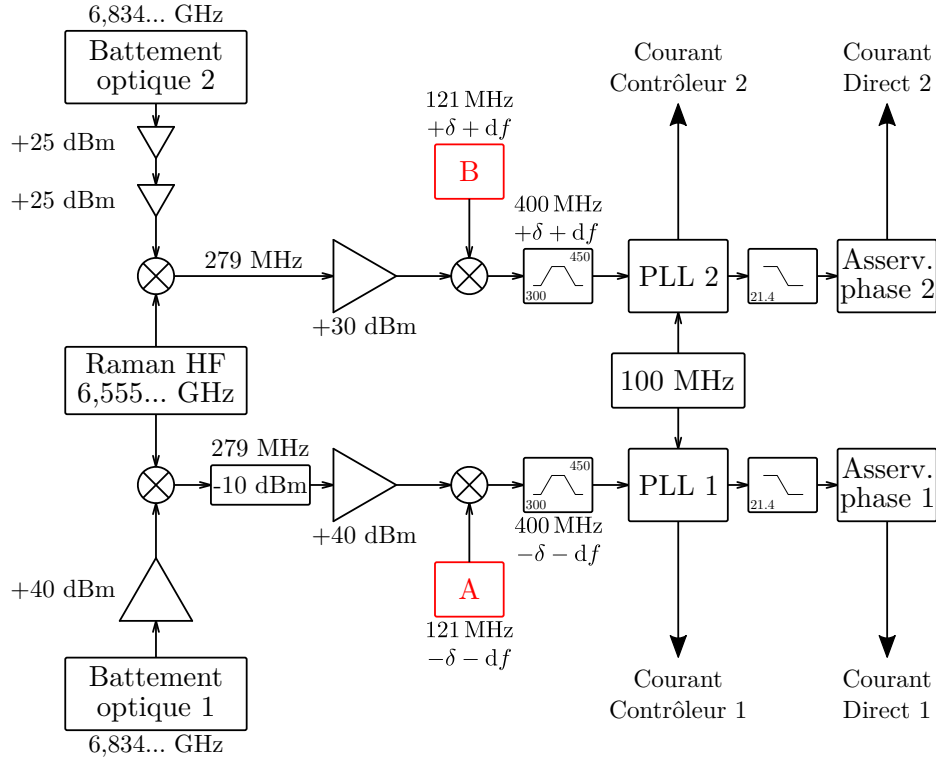 6,834... GHz
Battement
optique 2
+25 dBm
+25 dBm
279 MHz
+30 dBm
121 MHz
+δ + df
B
400 MHz
+δ + df
450
300
PLL 2
21.4
Asserv.
phase 2
Courant
Contrôleur 2
Courant
Direct 2
Raman HF
6,555... GHz
100 MHz
279 MHz
-10 dBm
+40 dBm
A
121 MHz
−δ − df
450
300
400 MHz
−δ − df
PLL 1
21.4
Asserv.
phase 1
+40 dBm
Battement
optique 1
6,834... GHz
Courant
Contrôleur 1
Courant
Direct 1